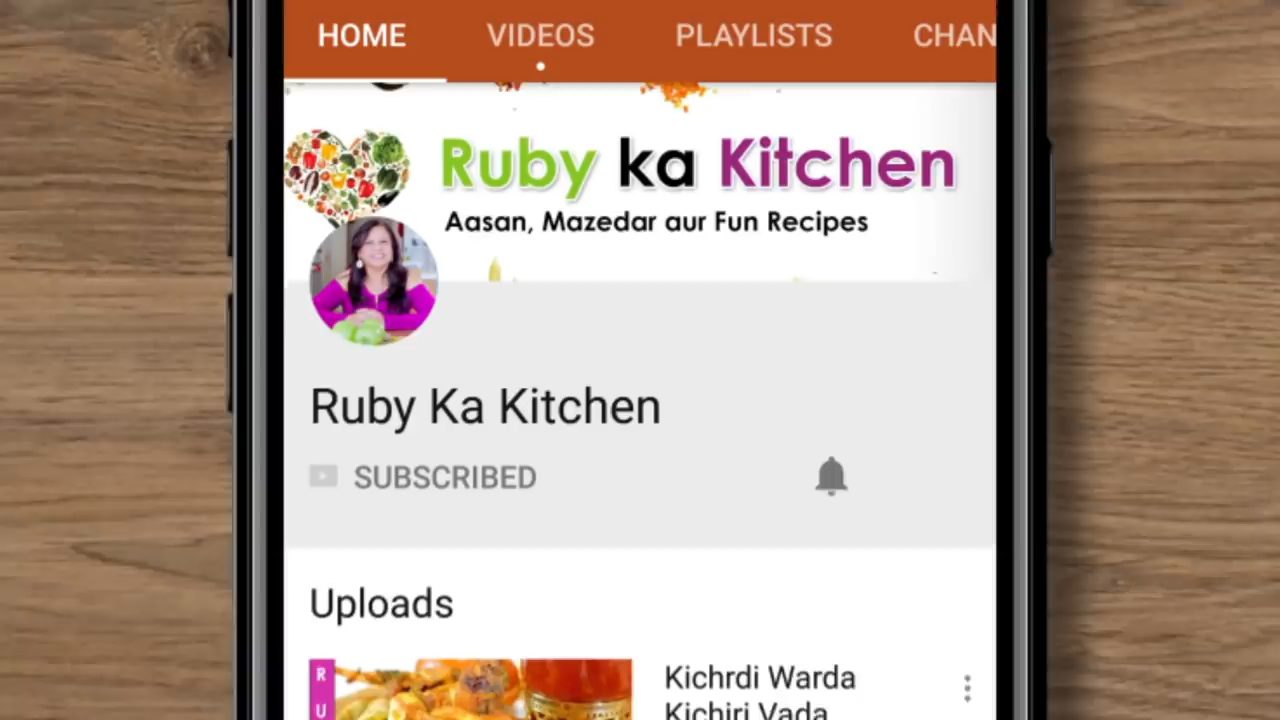 HOME VIDEOS PLAYLISTS CHAN
Ruby ka Kitchen
Aasan, Mazedar aur Fun Recipes
Ruby Ka Kitchen
SUBSCRIBED
Uploads
R
U
Kichrdi Warda
Kichiri Vada